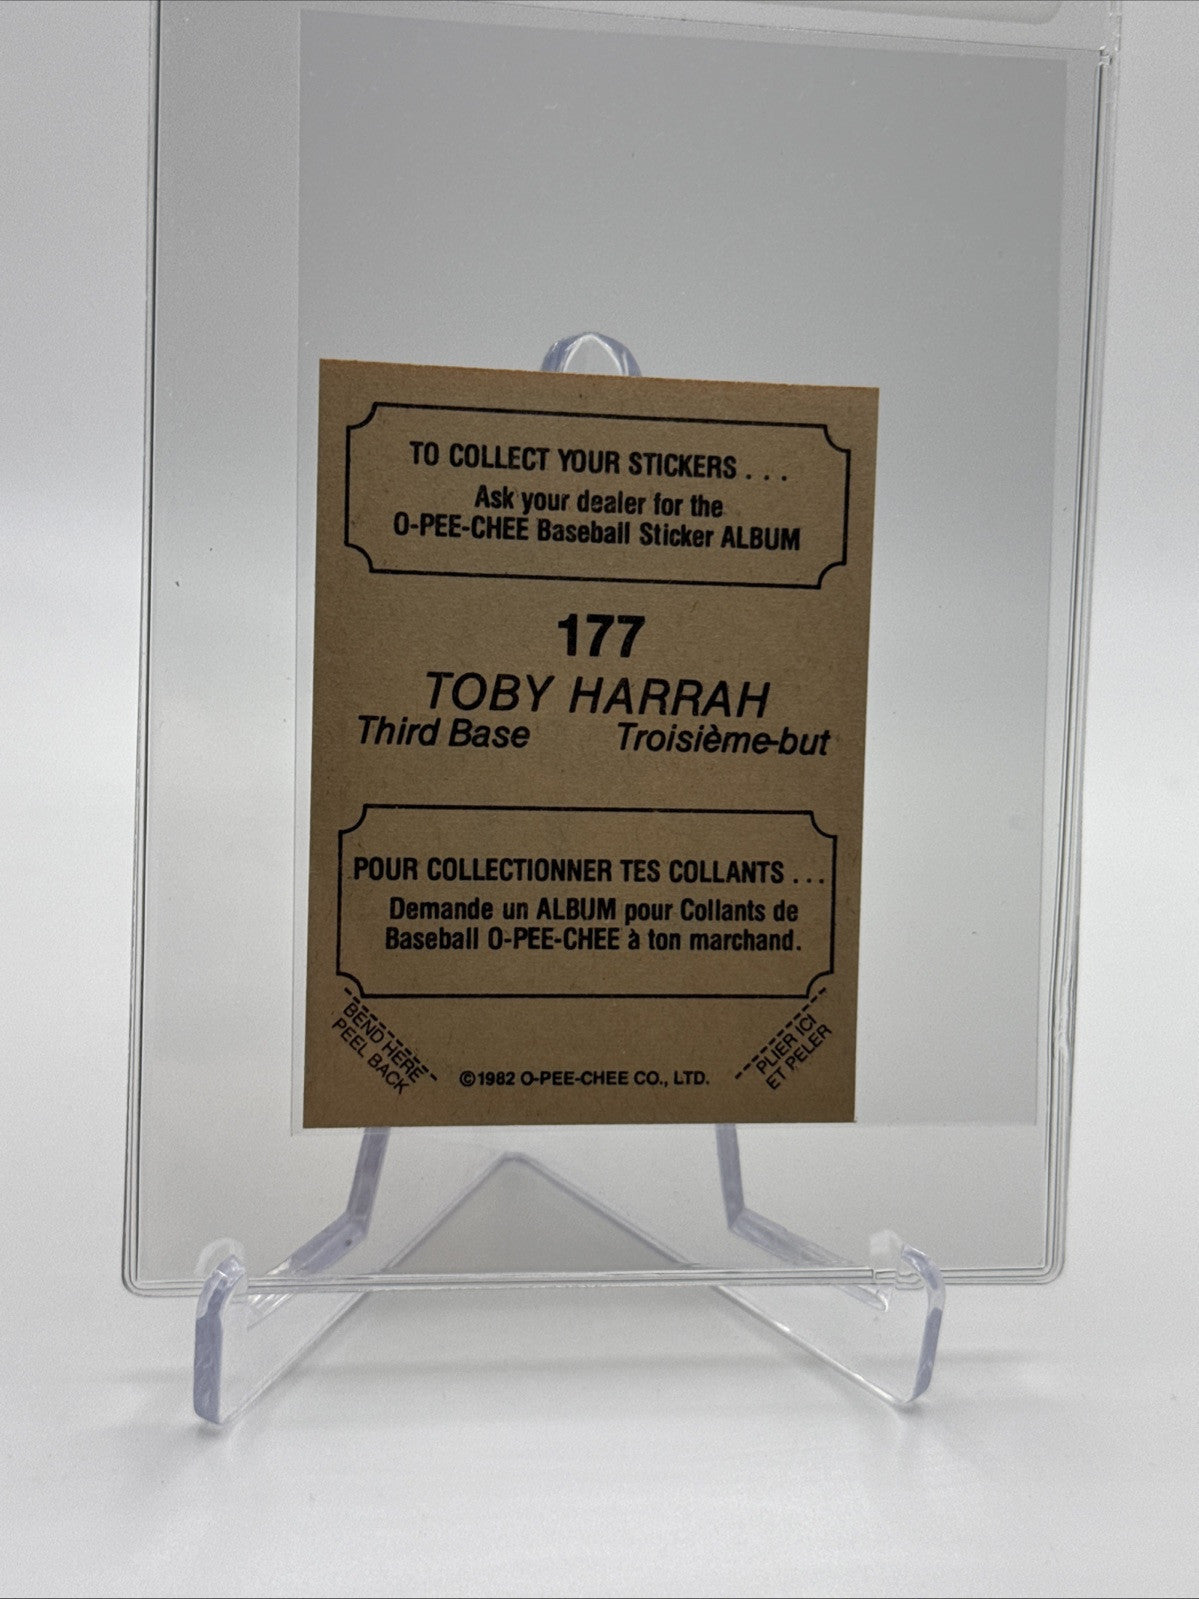 TO COLLECT YOUR STICKERS . . .
Ask your dealer for the
O-PEE-CHEE Baseball Sticker ALBUM
177
TOBY HARRAH
Third Base Troisième-but
POUR COLLECTIONNER TES COLLANTS . . .
Demande un ALBUM pour Collants de
Baseball O-PEE-CHEE à ton marchand.
BEND HERE
PEEL BACK
©1982 O-PEE-CHEE CO., LTD.
PLIER ICI
ET PELER